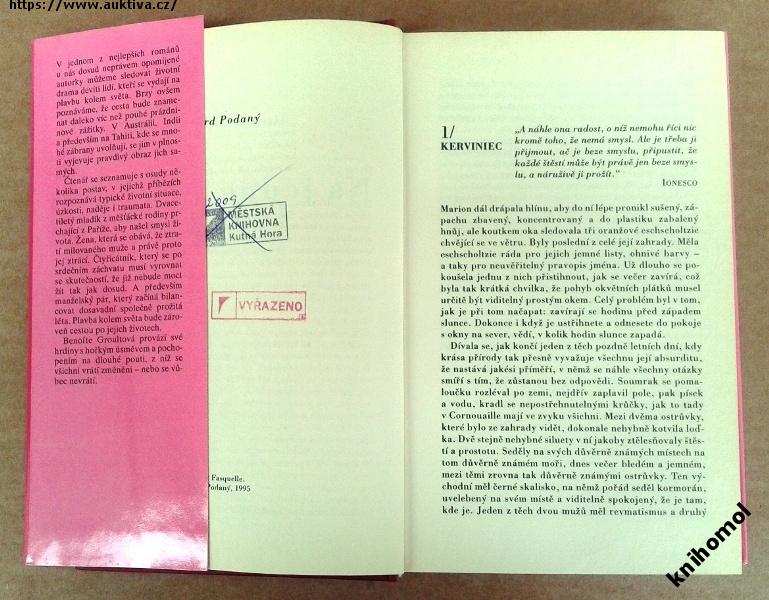 https://www.auktiva.cz/
V jednom z nejlepších románů
u nás dosud neprávem opomíjené
autorky můžeme sledovat životní
drama devíti lidí, kteří se vydají na
plavbu kolem světa. Brzy ovšem
poznáváme, že cesta bude zname-
nat daleko víc než pouhé prázdni-
nové zážitky. V Austrálii, Indii
a především na Tahiti, kde se mno-
hé zábrany uvolňují, se jim v plnos-
ti vyjevuje pravdivý obraz jich sa-
mých.
Čtenář se seznamuje s osudy ně-
kolika postav, v jejichž příbězích
rozpoznává typické životní situace,
úzkosti, naděje i traumata. Dvace-
tiletý mladík z měšťácké rodiny pr-
chající z Paříže, aby našel smysl ži-
vota. Žena, která se obává, že ztra-
tí milovaného muže a právě proto
jej ztrácí. Čtyřicátník, který se po
srdečním záchvatu musí vyrovnat
se skutečností, že již nebude moct
žít tak jak dosud. A především
manželský pár, který začíná bilan-
covat dosavadní společně prožitá
léta. Plavba kolem světa bude záro-
veň cestou po jejich životech.
Benoîte Groultová provází své
hrdiny s hořkým úsměvem a pocho-
pením na dlouhé pouti, z níž se
všichni vrátí změněni – nebo se vů-
bec nevrátí.
rd Podaný
2009
MĚSTSKÁ
KNIHOVNA
Kutná Hora
VYŘAZENO
Fasquelle.
Podaný, 1995
1/
KERVINIEC
„A náhle ona radost, o níž nemohu říci nic
kromě toho, že nemá smysl. Ale je třeba ji
přijmout, ač je beze smyslu, připustit, že
každé štěstí může být právě jen beze smys-
lu, a náruživě ji prožít.“
IONESCO
Marion dál drápala hlínu, aby do ní lépe pronikl sušený, zá-
pachu zbavený, koncentrovaný a do plastiku zabalený
hnůj, ale koutkem oka sledovala tři oranžové eschscholtzie
chvějící se ve větru. Byly poslední z celé její zahrady. Měla
eschscholtzie ráda pro jejich jemné listy, ohnivé barvy –
a taky pro neuvěřitelný pravopis jména. Už dlouho se po-
koušela jednu z nich přistihnout, jak se večer zavírá, což
byla tak krátká chvilka, že pohyb okvětních plátků musel
určitě být viditelný prostým okem. Celý problém byl v tom,
jak je při tom načapat: zavírají se hodinu před západem
slunce. Dokonce i když je ustřihnete a odnesete do pokoje
s okny na sever, vědí, v kolik hodin slunce zapadá.
Dívala se, jak končí jeden z těch pozdně letních dní, kdy
krása přírody tak přesně vyvažuje všechnu její absurditu,
že nastává jakési příměří, v němž se náhle všechny otázky
smíří s tím, že zůstanou bez odpovědi. Soumrak se poma-
loučku rozléval po zemi, nejdřív zaplavil pole, pak písek
a vodu, kradl se nepostřehnutelnými krůčky, jak to tady
v Cornouaille mají ve zvyku všichni. Mezi dvěma ostrůvky,
které bylo ze zahrady vidět, dokonale nehybně kotvila loď-
ka. Dvě stejně nehybné siluety v ní jakoby ztělesňovaly štěs-
tí a prostotu. Seděly na svých důvěrně známých místech na
tom důvěrně známém moři, dnes večer bledém a jemném,
mezi těmi zrovna tak důvěrně známými ostrůvky. Ten vý-
chodní měl černé skalisko, na němž pořád seděl kormorán,
uvelebený na svém místě a viditelně spokojený, že je tam,
kde je. Jeden z těch dvou mužů měl revmatismus a druhý
knihomol